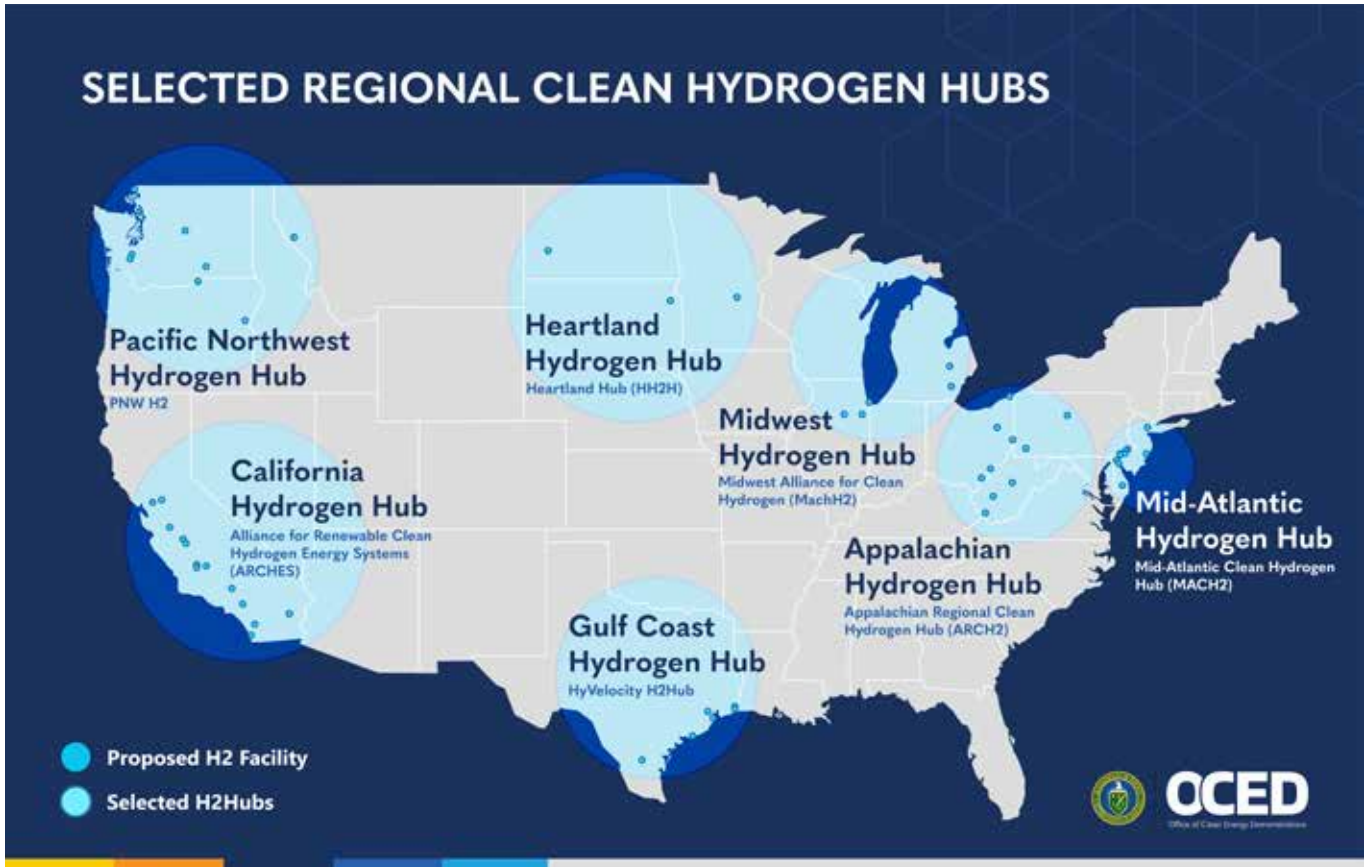 SELECTED REGIONAL CLEAN HYDROGEN HUBS
Pacific Northwest
Hydrogen Hub
PNW H2
Heartland
Hydrogen Hub
Heartland Hub (HH2H)
Midwest
Hydrogen Hub
Midwest Alliance for Clean
Hydrogen (MachH2)
California
Hydrogen Hub
Alliance for Renewable Clean
Hydrogen Energy Systems
(ARCHES)
Mid-Atlantic
Hydrogen Hub
Mid-Atlantic Clean Hydrogen
Hub (MACH2)
Appalachian
Hydrogen Hub
Appalachian Regional Clean
Hydrogen Hub (ARCH2)
Gulf Coast
Hydrogen Hub
HyVelocity H2Hub
Proposed H2 Facility
Selected H2Hubs
OCED
Office of Clean Energy Demonstrations